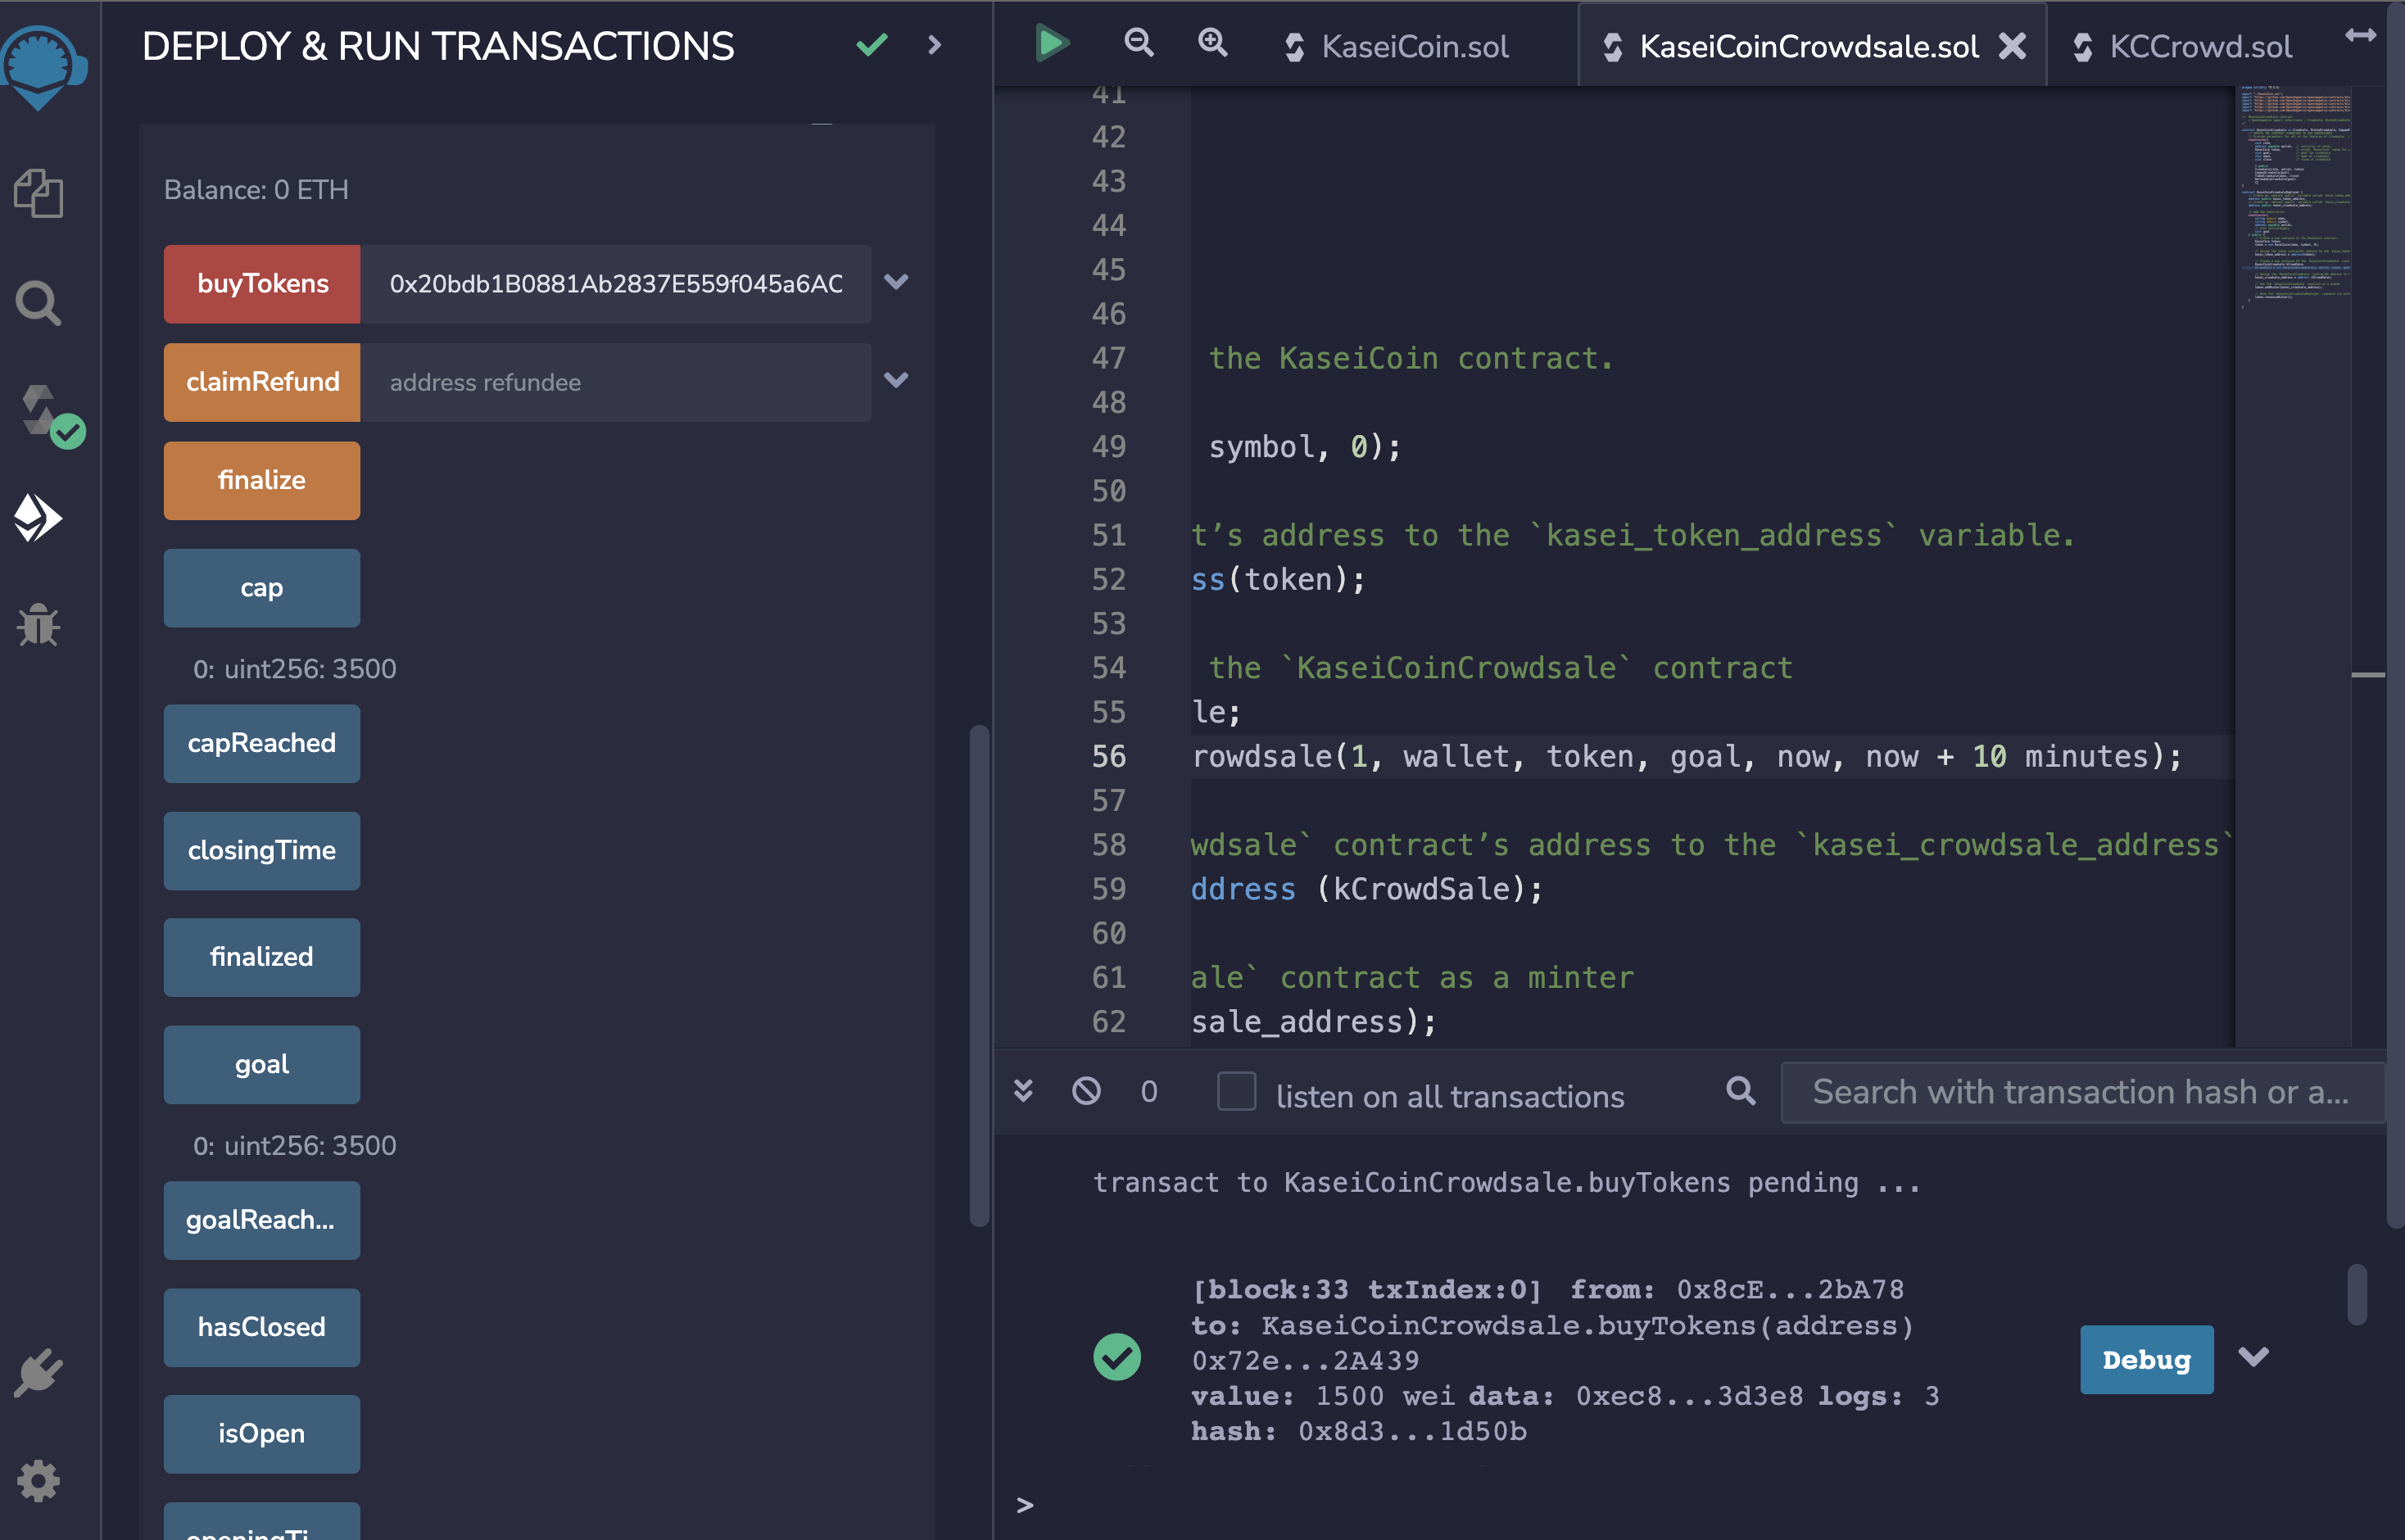 DEPLOY & RUN TRANSACTIONS
Balance: 0 ETH
buyTokens
0x20bdb1B0881Ab2837E559f045a6AC
claimRefund
address refundee
finalize
cap
0: uint256: 3500
capReached
closingTime
finalized
goal
0: uint256: 3500
goalReach...
hasClosed
isOpen
KaseiCoin.sol
KaseiCoinCrowdsale.sol
KCCrowd.sol
41
42
43
44
45
46
47 the KaseiCoin contract.
48
49 symbol, 0);
50
51 t’s address to the `kasei_token_address` variable.
52 ss(token);
53
54 the `KaseiCoinCrowdsale` contract
55 le;
56 rowdsale(1, wallet, token, goal, now, now + 10 minutes);
57
58 wdsale` contract’s address to the `kasei_crowdsale_address`
59 ddress (kCrowdSale);
60
61 ale` contract as a minter
62 sale_address);
0
listen on all transactions
Search with transaction hash or a...
transact to KaseiCoinCrowdsale.buyTokens pending ...
[block:33 txIndex:0] from: 0x8cE...2bA78
to: KaseiCoinCrowdsale.buyTokens(address)
0x72e...2A439
value: 1500 wei data: 0xec8...3d3e8 logs: 3
hash: 0x8d3...1d50b
Debug
>